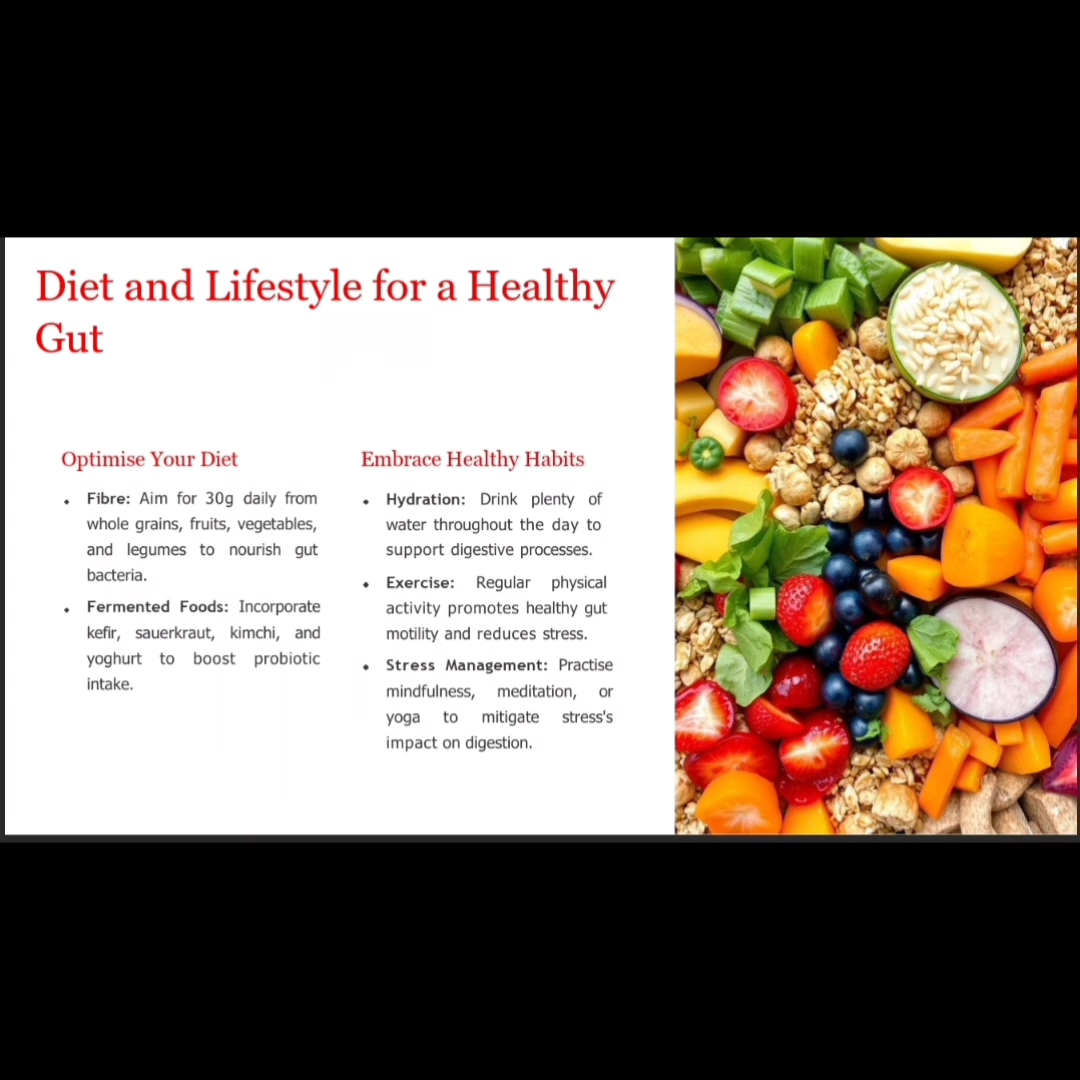 Diet and Lifestyle for a Healthy
Gut
Optimise Your Diet
• Fibre: Aim for 30g daily from
whole grains, fruits, vegetables,
and legumes to nourish gut
bacteria.
• Fermented Foods: Incorporate
kefir, sauerkraut, kimchi, and
yoghurt to boost probiotic
intake.
Embrace Healthy Habits
• Hydration: Drink plenty of
water throughout the day to
support digestive processes.
• Exercise: Regular physical
activity promotes healthy gut
motility and reduces stress.
• Stress Management: Practise
mindfulness, meditation, or
yoga to mitigate stress's
impact on digestion.